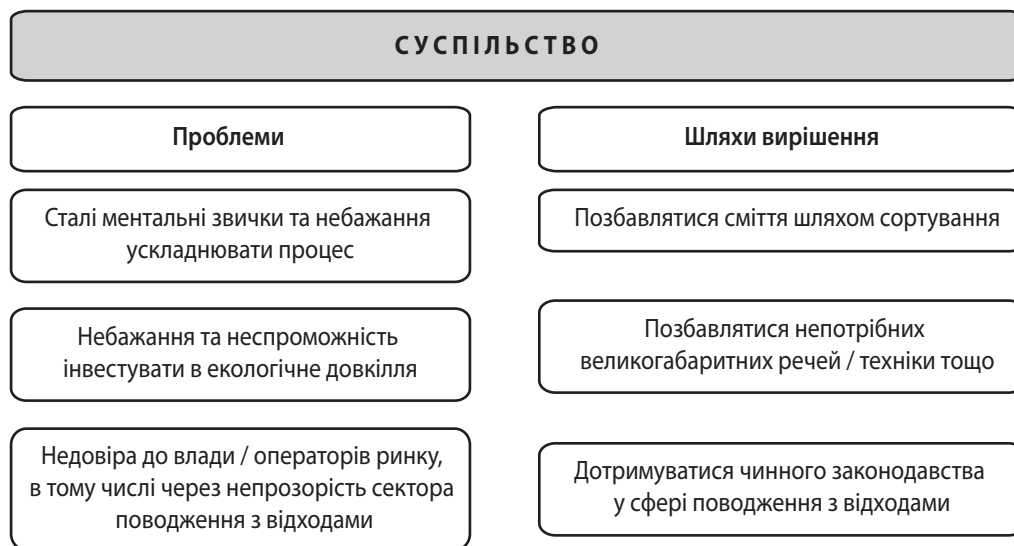 СУСПІЛЬСТВО
Проблеми
Шляхи вирішення
Сталі ментальні звички та небажання
ускладнювати процес
Позбавлятися сміття шляхом сортування
Небажання та неспроможність
інвестувати в екологічне довкілля
Позбавлятися непотрібних
великогабаритних речей / техніки тощо
Недовіра до влади / операторів ринку,
в тому числі через непрозорість сектора
поводження з відходами
Дотримуватися чинного законодавства
у сфері поводження з відходами